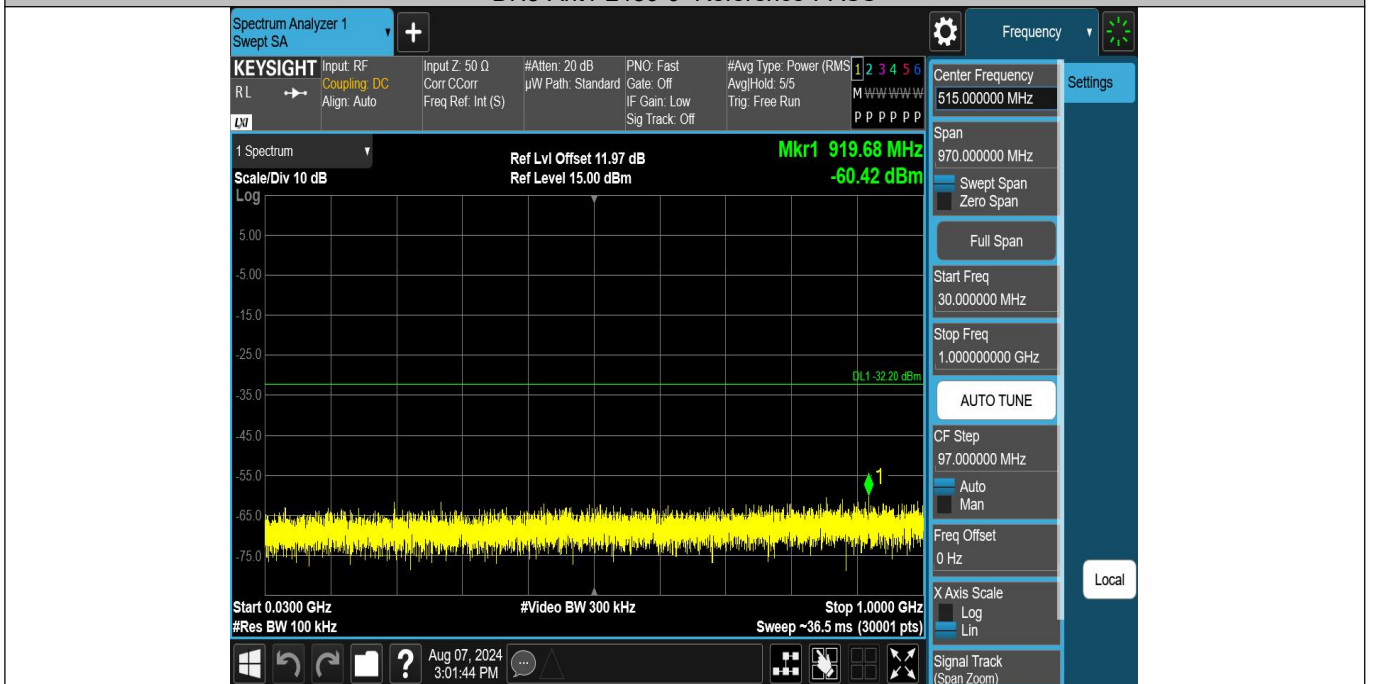 Spectrum Analyzer 1
Swept SA
+
Frequency
KEYSIGHT
RL
LXI
Input: RF
Coupling: DC
Align: Auto
Input Z: 50 Ω
Corr CCorr
Freq Ref: Int (S)
#Atten: 20 dB
µW Path: Standard
PNO: Fast
Gate: Off
IF Gain: Low
Sig Track: Off
#Avg Type: Power (RMS
Avg|Hold: 5/5
Trig: Free Run
1 2 3 4 5 6
M W W W W W
P P P P P P
Center Frequency
515.000000 MHz
Settings
1 Spectrum
Scale/Div 10 dB
Ref Lvl Offset 11.97 dB
Ref Level 15.00 dBm
Mkr1 919.68 MHz
-60.42 dBm
Log
5.00
-5.00
-15.0
-25.0
-35.0
-45.0
-55.0
-65.0
-75.0
DL1 -32.20 dBm
1
Start 0.0300 GHz
#Res BW 100 kHz
#Video BW 300 kHz
Stop 1.0000 GHz
Sweep ~36.5 ms (30001 pts)
Span
970.000000 MHz
Swept Span
Zero Span
Full Span
Start Freq
30.000000 MHz
Stop Freq
1.000000000 GHz
AUTO TUNE
CF Step
97.000000 MHz
Auto
Man
Freq Offset
0 Hz
X Axis Scale
Log
Lin
Signal Track
(Span Zoom)
Local
?
Aug 07, 2024
3:01:44 PM